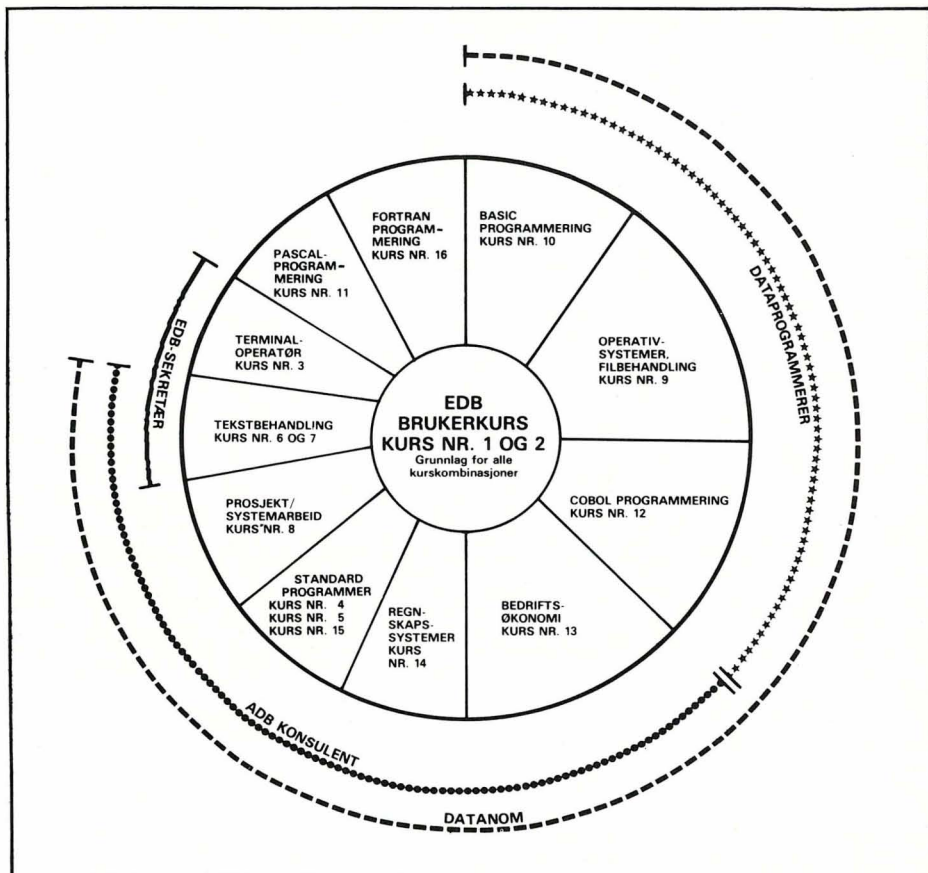 FORTRAN
PROGRAM-
MERING
KURS NR. 16
BASIC
PROGRAMMERING
KURS NR. 10
PASCAL-
PROGRAM-
MERING
KURS NR. 11
OPERATIV-
SYSTEMER,
FILBEHANDLING
KURS NR. 9
TERMINAL-
OPERATØR
KURS NR. 3
TEKSTBEHANDLING
KURS NR. 6 OG 7
EDB
BRUKERKURS
KURS NR. 1 OG 2
Grunnlag for alle
kurskombinasjoner
COBOL PROGRAMMERING
KURS NR. 12
PROSJEKT/
SYSTEMARBEID
KURS NR. 8
STANDARD
PROGRAMMER
KURS NR. 4
KURS NR. 5
KURS NR. 15
REGN-
SKAPS-
SYSTEMER
KURS
NR. 14
BEDRIFTS-
ØKONOMI
KURS NR. 13
EDB-SEKRETÆR
DATAPROGRAMMERER
ADB KONSULENT
DATANOM